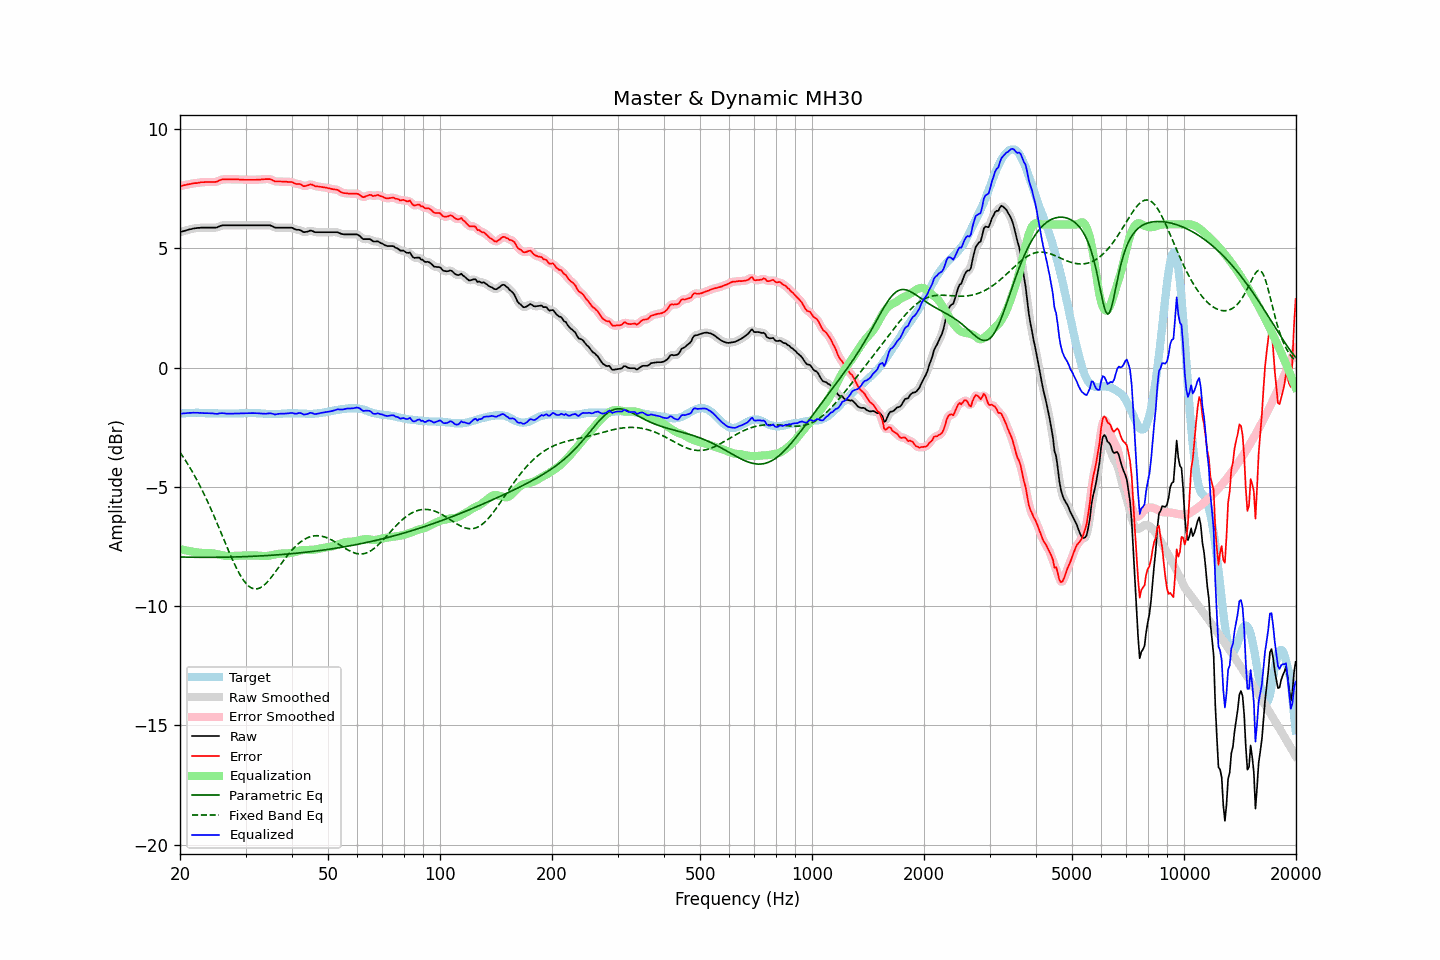 Master & Dynamic MH30
10
5
0
−5
−10
−15
−20
Amplitude (dBr)
Target
Raw Smoothed
Error Smoothed
Raw
Error
Equalization
Parametric Eq
Fixed Band Eq
Equalized
20
50
100
200
500
1000
2000
5000
10000
20000
Frequency (Hz)